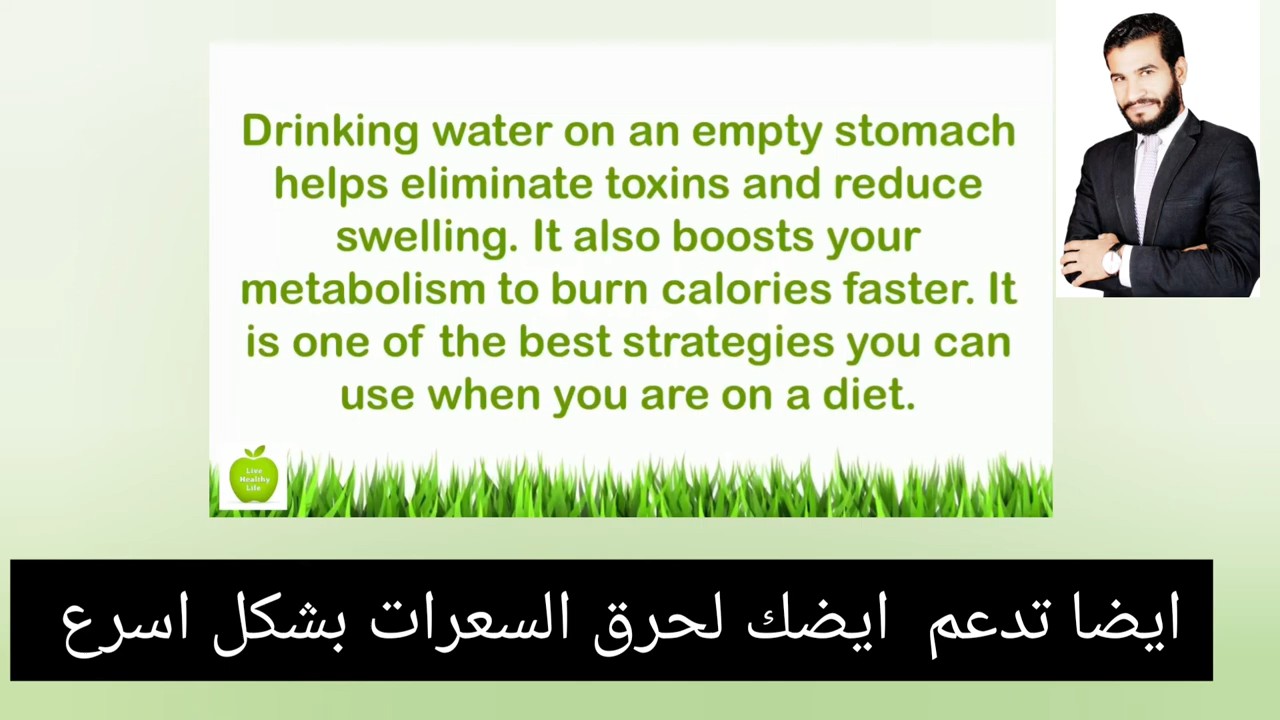 Drinking water on an empty stomach
helps eliminate toxins and reduce
swelling. It also boosts your
metabolism to burn calories faster. It
is one of the best strategies you can
use when you are on a diet.
Live
Healthy
Life
ايضا تدعم ايضك لحرق السعرات بشكل اسرع